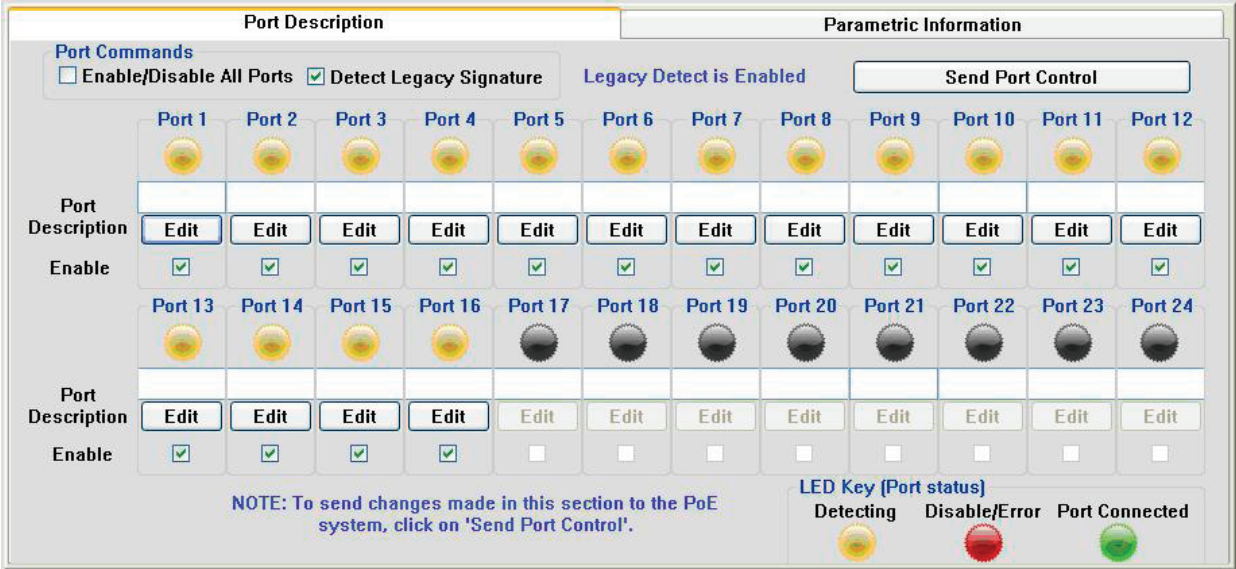 Port Description Parametric Information
Port Commands
Enable/Disable All Ports Detect Legacy Signature Legacy Detect is Enabled Send Port Control
Port 1 Port 2 Port 3 Port 4 Port 5 Port 6 Port 7 Port 8 Port 9 Port 10 Port 11 Port 12
Port
Description Edit Edit Edit Edit Edit Edit Edit Edit Edit Edit Edit Edit
Enable
Port 13 Port 14 Port 15 Port 16 Port 17 Port 18 Port 19 Port 20 Port 21 Port 22 Port 23 Port 24
Port
Description Edit Edit Edit Edit Edit Edit Edit Edit Edit Edit Edit Edit
Enable
NOTE: To send changes made in this section to the PoE
system, click on 'Send Port Control'.
LED Key (Port status)
Detecting Disable/Error Port Connected